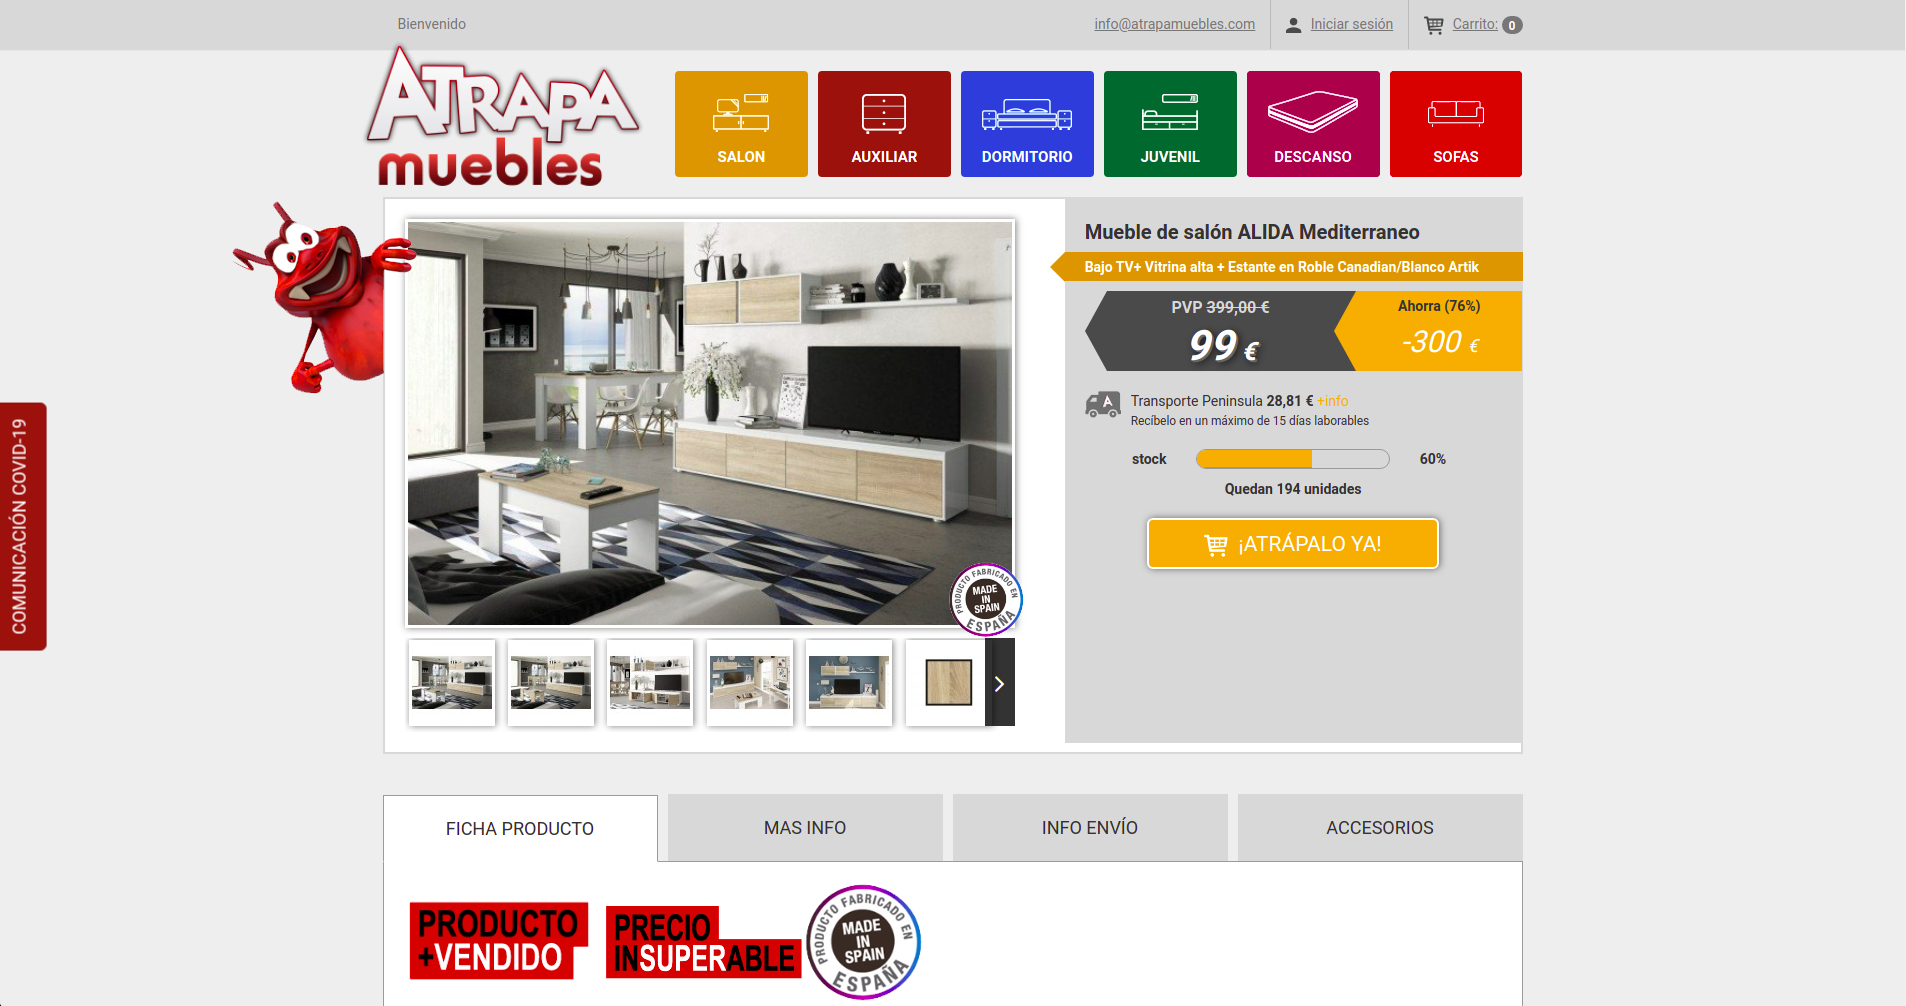 Bienvenido
info@atrapamuebles.com
Iniciar sesión
Carrito: 0
ATRAPA
muebles
SALON
AUXILIAR
DORMITORIO
JUVENIL
DESCANSO
SOFAS
COMUNICACIÓN COVID-19
PRODUCTO FABRICADO EN ESPAÑA
MADE
IN
SPAIN
Mueble de salón ALIDA Mediterraneo
Bajo TV+ Vitrina alta + Estante en Roble Canadian/Blanco Artik
PVP 399,00 €
99 €
Ahorra (76%)
-300 €
A
Transporte Peninsula 28,81 € +info
Recíbelo en un máximo de 15 días laborables
stock
60%
Quedan 194 unidades
¡ATRÁPALO YA!
FICHA PRODUCTO
MAS INFO
INFO ENVÍO
ACCESORIOS
PRODUCTO
+VENDIDO
PRECIO
INSUPERABLE
PRODUCTO FABRICADO EN ESPAÑA
MADE
IN
SPAIN